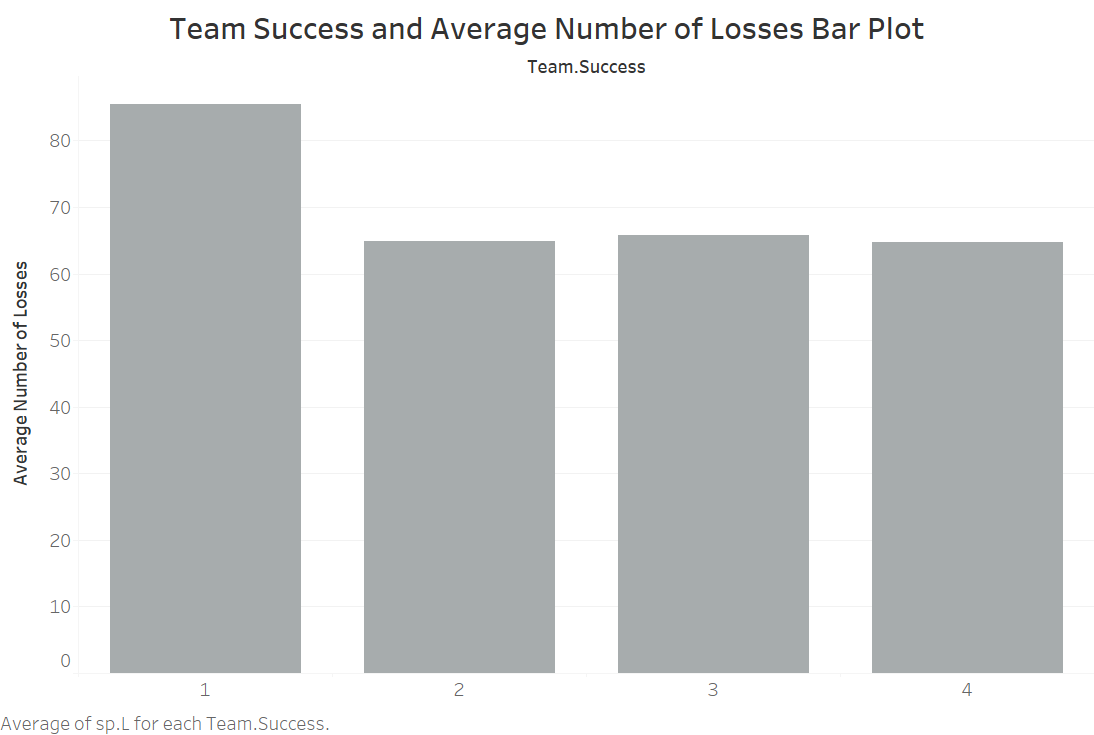 Team Success and Average Number of Losses Bar Plot
Team.Success
Average Number of Losses
80
70
60
50
40
30
20
10
0
1 2 3 4
Average of sp.L for each Team.Success.